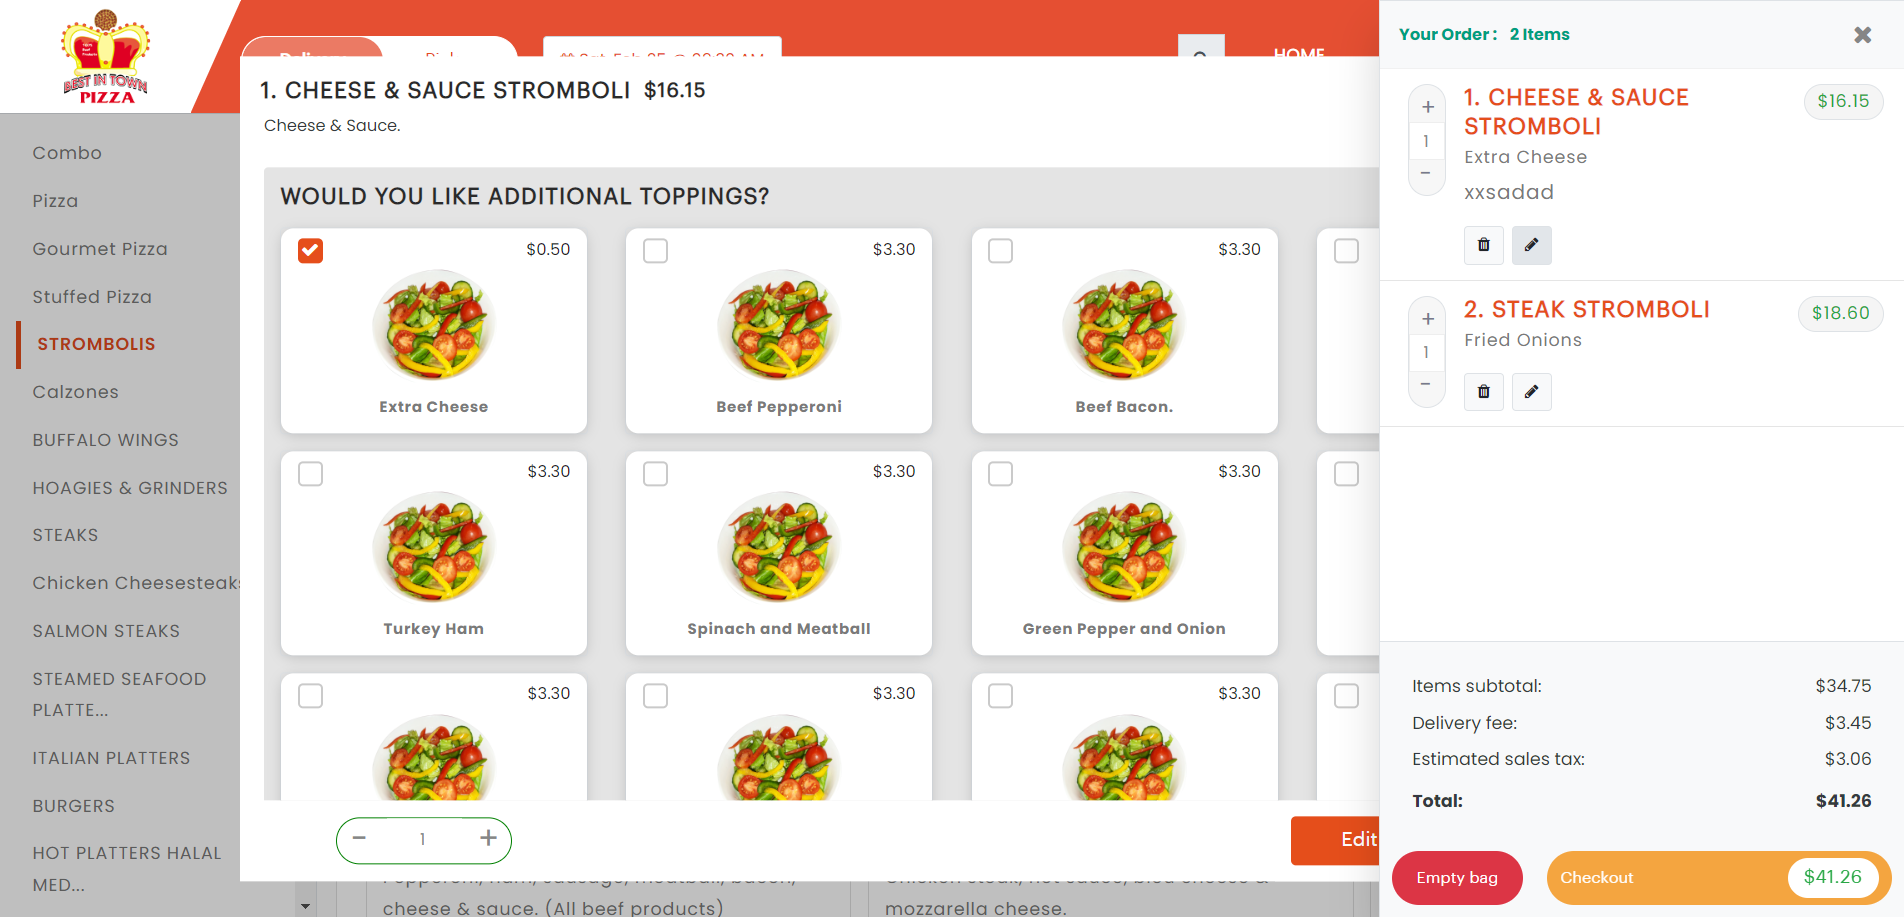 BEST IN TOWN
PIZZA
HOME
Your Order : 2 Items
1. CHEESE & SAUCE STROMBOLI $16.15
Cheese & Sauce.
WOULD YOU LIKE ADDITIONAL TOPPINGS?
$0.50
Extra Cheese
$3.30
Beef Pepperoni
$3.30
Beef Bacon.
$3.30
Turkey Ham
$3.30
Spinach and Meatball
$3.30
Green Pepper and Onion
$3.30
$3.30
$3.30
− 1 +
Edit
Combo
Pizza
Gourmet Pizza
Stuffed Pizza
STROMBOLIS
Calzones
BUFFALO WINGS
HOAGIES & GRINDERS
STEAKS
Chicken Cheesesteaks
SALMON STEAKS
STEAMED SEAFOOD
PLATTE...
ITALIAN PLATTERS
BURGERS
HOT PLATTERS HALAL
MED...
cheese & sauce. (All beef products)
mozzarella cheese.
+
1
−
1. CHEESE & SAUCE
STROMBOLI
$16.15
Extra Cheese
xxsadad
+
1
−
2. STEAK STROMBOLI
$18.60
Fried Onions
Items subtotal: $34.75
Delivery fee: $3.45
Estimated sales tax: $3.06
Total: $41.26
Empty bag
Checkout $41.26